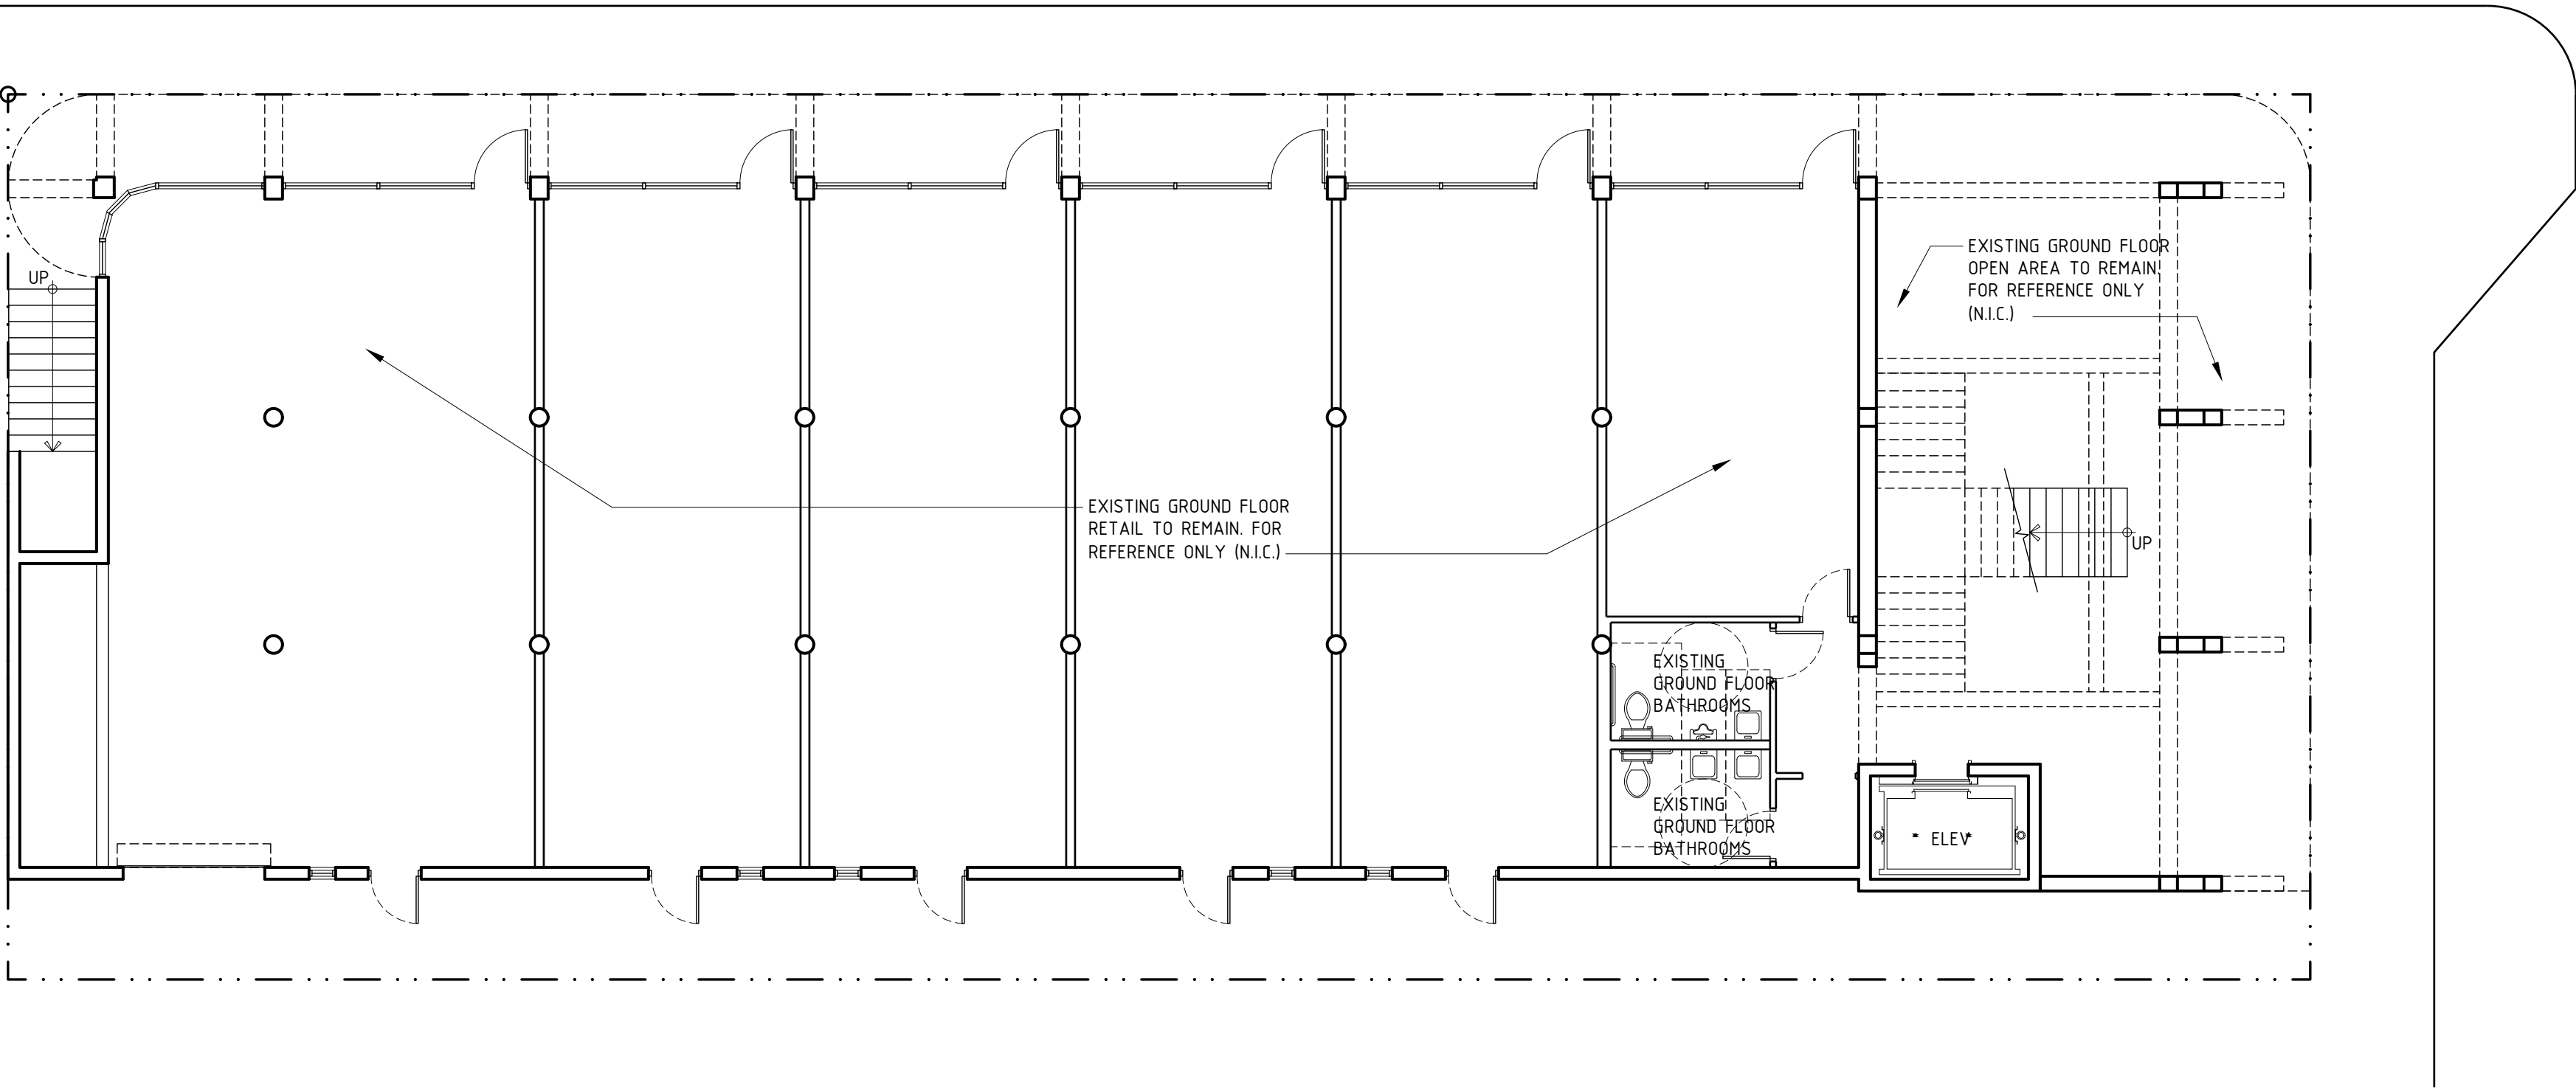 UP
EXISTING GROUND FLOOR
OPEN AREA TO REMAIN.
FOR REFERENCE ONLY
(N.I.C.)
EXISTING GROUND FLOOR
RETAIL TO REMAIN. FOR
REFERENCE ONLY (N.I.C.)
UP
EXISTING
GROUND FLOOR
BATHROOMS
EXISTING
GROUND FLOOR
BATHROOMS
ELEV